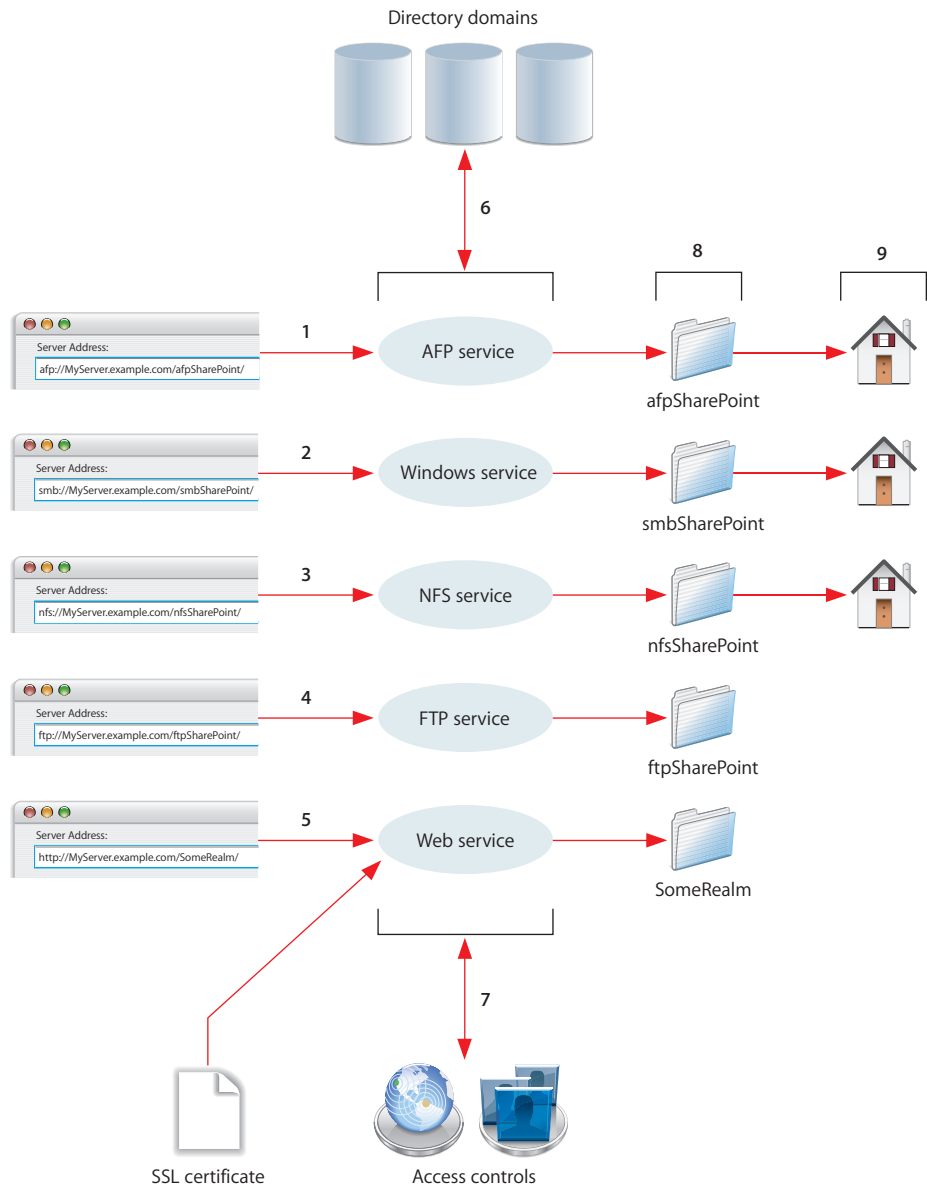 Directory domains
6
8
9
1
Server Address:
afp://MyServer.example.com/afpSharePoint/
AFP service
afpSharePoint
2
Server Address:
smb://MyServer.example.com/smbSharePoint/
Windows service
smbSharePoint
3
Server Address:
nfs://MyServer.example.com/nfsSharePoint/
NFS service
nfsSharePoint
4
Server Address:
ftp://MyServer.example.com/ftpSharePoint/
FTP service
ftpSharePoint
5
Server Address:
http://MyServer.example.com/SomeRealm/
Web service
SomeRealm
7
SSL certificate
Access controls